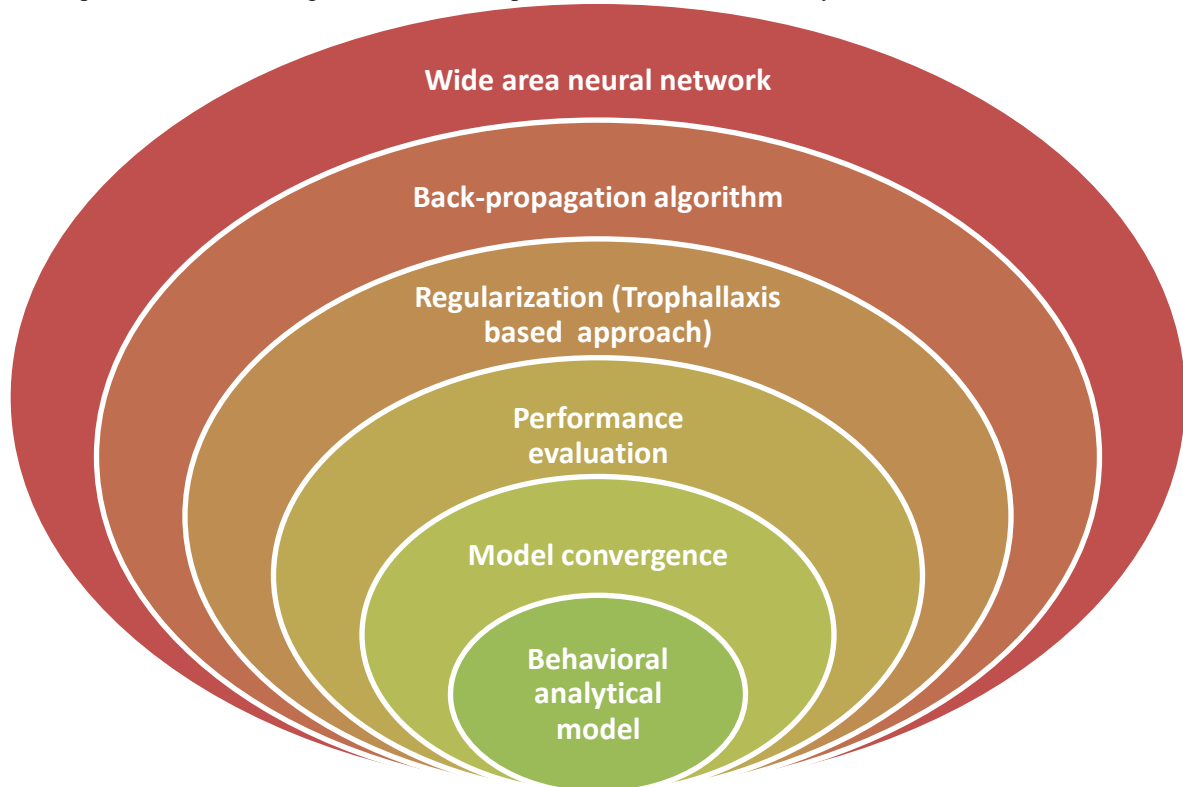 Wide area neural network
Back-propagation algorithm
Regularization (Trophallaxis
based approach)
Performance
evaluation
Model convergence
Behavioral
analytical
model